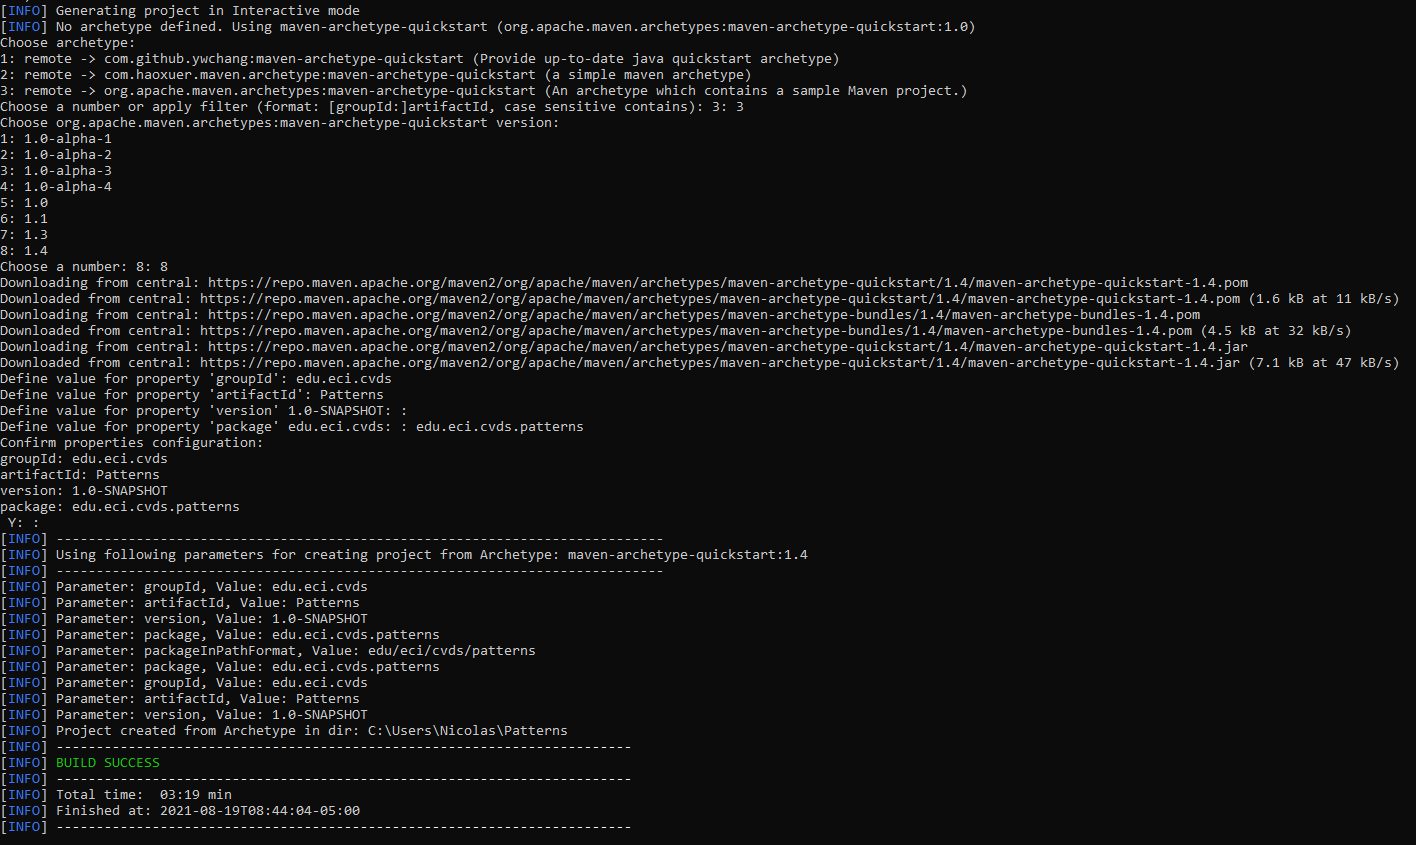 [INFO] Generating project in Interactive mode
[INFO] No archetype defined. Using maven-archetype-quickstart (org.apache.maven.archetypes:maven-archetype-quickstart:1.0)
Choose archetype:
1: remote -> com.github.ywchang:maven-archetype-quickstart (Provide up-to-date java quickstart archetype)
2: remote -> com.haoxuer.maven.archetype:maven-archetype-quickstart (a simple maven archetype)
3: remote -> org.apache.maven.archetypes:maven-archetype-quickstart (An archetype which contains a sample Maven project.)
Choose a number or apply filter (format: [groupId:]artifactId, case sensitive contains): 3: 3
Choose org.apache.maven.archetypes:maven-archetype-quickstart version:
1: 1.0-alpha-1
2: 1.0-alpha-2
3: 1.0-alpha-3
4: 1.0-alpha-4
5: 1.0
6: 1.1
7: 1.3
8: 1.4
Choose a number: 8: 8
Downloading from central: https://repo.maven.apache.org/maven2/org/apache/maven/archetypes/maven-archetype-quickstart/1.4/maven-archetype-quickstart-1.4.pom
Downloaded from central: https://repo.maven.apache.org/maven2/org/apache/maven/archetypes/maven-archetype-quickstart/1.4/maven-archetype-quickstart-1.4.pom (1.6 kB at 11 kB/s)
Downloading from central: https://repo.maven.apache.org/maven2/org/apache/maven/archetypes/maven-archetype-bundles/1.4/maven-archetype-bundles-1.4.pom
Downloaded from central: https://repo.maven.apache.org/maven2/org/apache/maven/archetypes/maven-archetype-bundles/1.4/maven-archetype-bundles-1.4.pom (4.5 kB at 32 kB/s)
Downloading from central: https://repo.maven.apache.org/maven2/org/apache/maven/archetypes/maven-archetype-quickstart/1.4/maven-archetype-quickstart-1.4.jar
Downloaded from central: https://repo.maven.apache.org/maven2/org/apache/maven/archetypes/maven-archetype-quickstart/1.4/maven-archetype-quickstart-1.4.jar (7.1 kB at 47 kB/s)
Define value for property 'groupId': edu.eci.cvds
Define value for property 'artifactId': Patterns
Define value for property 'version' 1.0-SNAPSHOT: :
Define value for property 'package' edu.eci.cvds: : edu.eci.cvds.patterns
Confirm properties configuration:
groupId: edu.eci.cvds
artifactId: Patterns
version: 1.0-SNAPSHOT
package: edu.eci.cvds.patterns
 Y: :
[INFO] ----------------------------------------------------------------------------
[INFO] Using following parameters for creating project from Archetype: maven-archetype-quickstart:1.4
[INFO] ----------------------------------------------------------------------------
[INFO] Parameter: groupId, Value: edu.eci.cvds
[INFO] Parameter: artifactId, Value: Patterns
[INFO] Parameter: version, Value: 1.0-SNAPSHOT
[INFO] Parameter: package, Value: edu.eci.cvds.patterns
[INFO] Parameter: packageInPathFormat, Value: edu/eci/cvds/patterns
[INFO] Parameter: package, Value: edu.eci.cvds.patterns
[INFO] Parameter: groupId, Value: edu.eci.cvds
[INFO] Parameter: artifactId, Value: Patterns
[INFO] Parameter: version, Value: 1.0-SNAPSHOT
[INFO] Project created from Archetype in dir: C:\Users\Nicolas\Patterns
[INFO] ------------------------------------------------------------------------
[INFO] BUILD SUCCESS
[INFO] ------------------------------------------------------------------------
[INFO] Total time:  03:19 min
[INFO] Finished at: 2021-08-19T08:44:04-05:00
[INFO] ------------------------------------------------------------------------